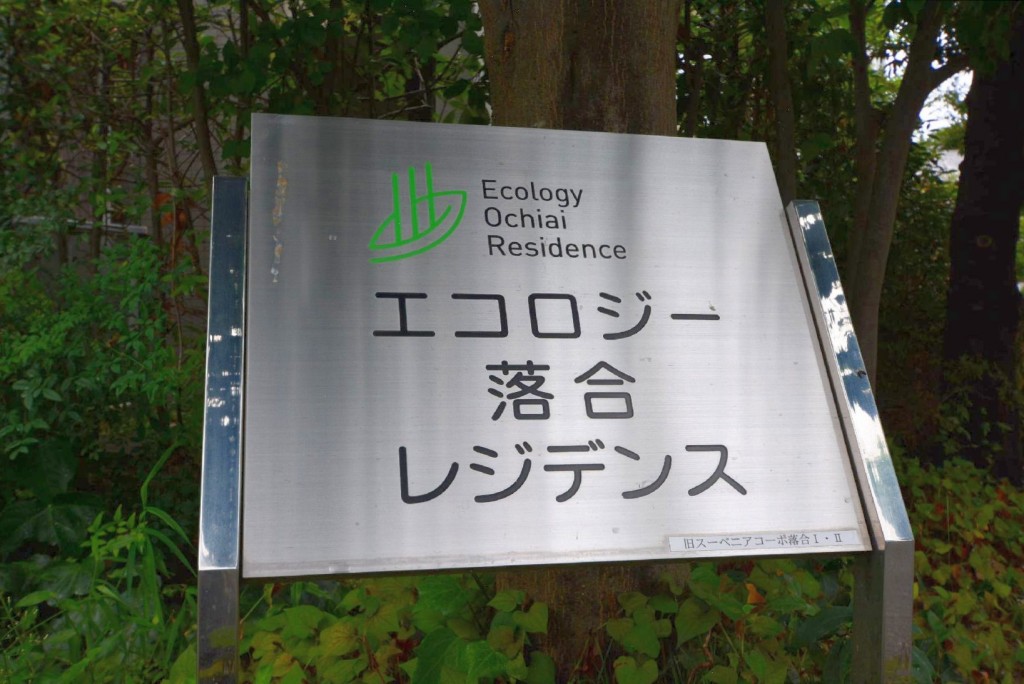 Ecology
Ochiai
Residence
エコロジー
落合
レジデンス
旧スーベニアコーポ落合Ⅰ・Ⅱ